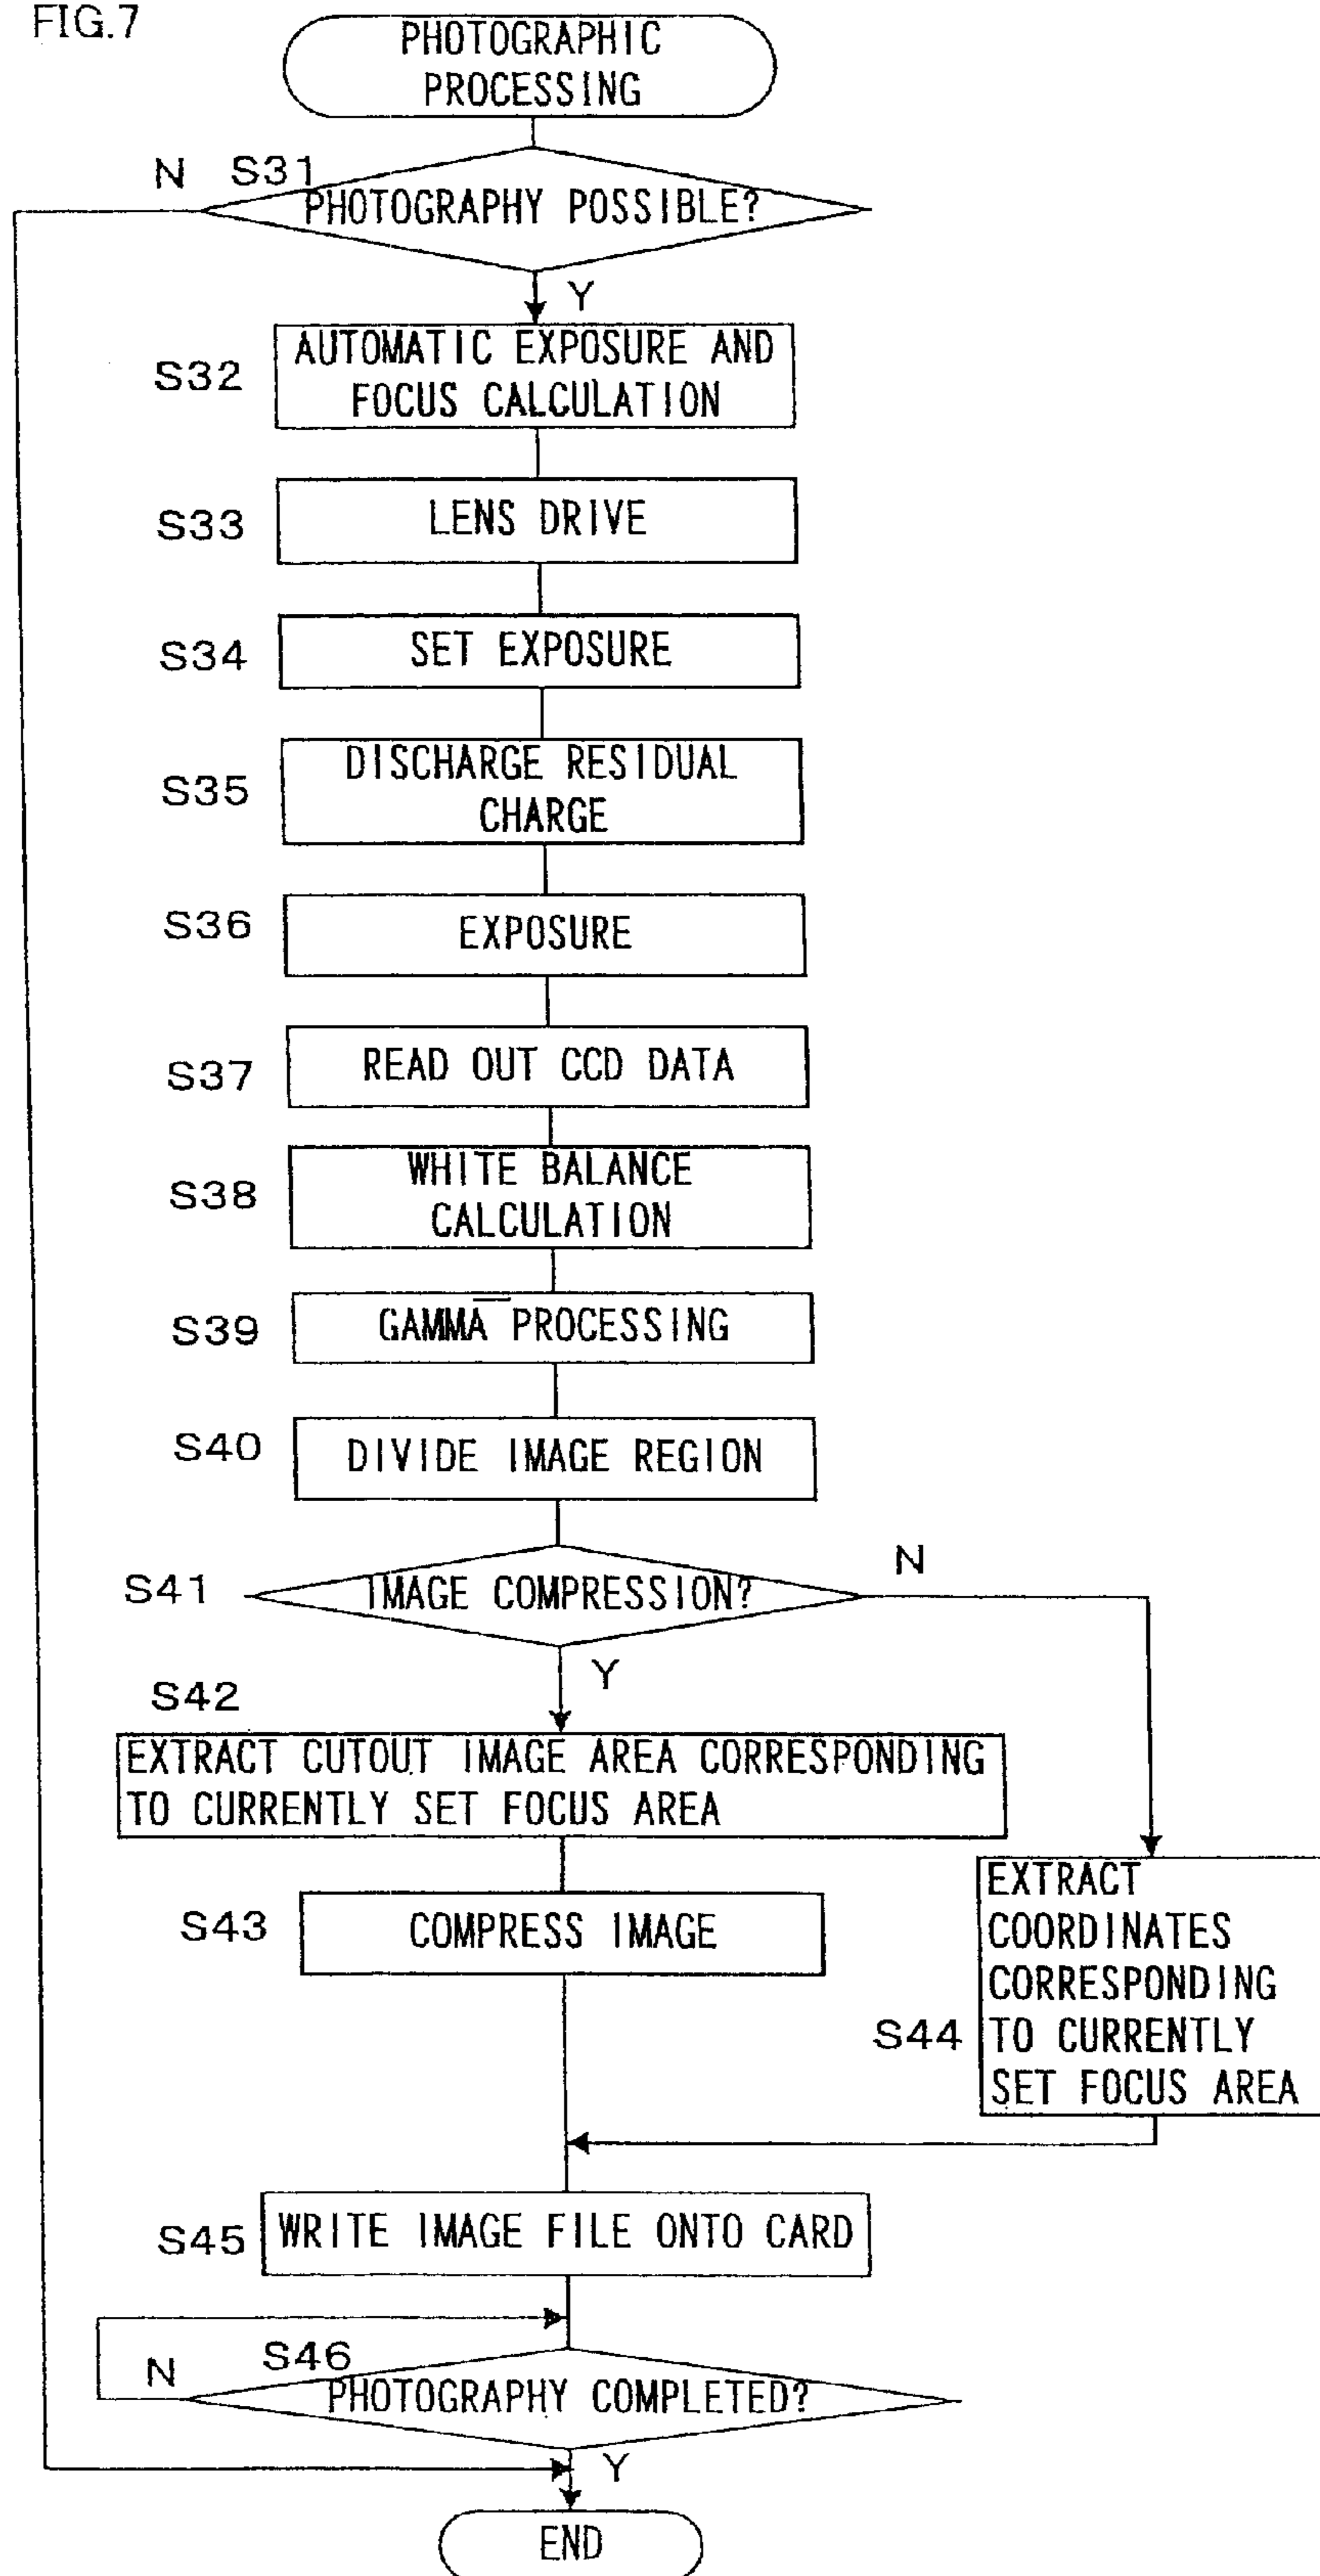 FIG.7
PHOTOGRAPHIC
PROCESSING
N
S31
PHOTOGRAPHY POSSIBLE?
Y
S32
AUTOMATIC EXPOSURE AND
FOCUS CALCULATION
S33
LENS DRIVE
S34
SET EXPOSURE
S35
DISCHARGE RESIDUAL
CHARGE
S36
EXPOSURE
S37
READ OUT CCD DATA
S38
WHITE BALANCE
CALCULATION
S39
GAMMA PROCESSING
S40
DIVIDE IMAGE REGION
S41
IMAGE COMPRESSION?
N
Y
S42
EXTRACT CUTOUT IMAGE AREA CORRESPONDING
TO CURRENTLY SET FOCUS AREA
S43
COMPRESS IMAGE
S44
EXTRACT
COORDINATES
CORRESPONDING
TO CURRENTLY
SET FOCUS AREA
S45
WRITE IMAGE FILE ONTO CARD
N
S46
PHOTOGRAPHY COMPLETED?
Y
END